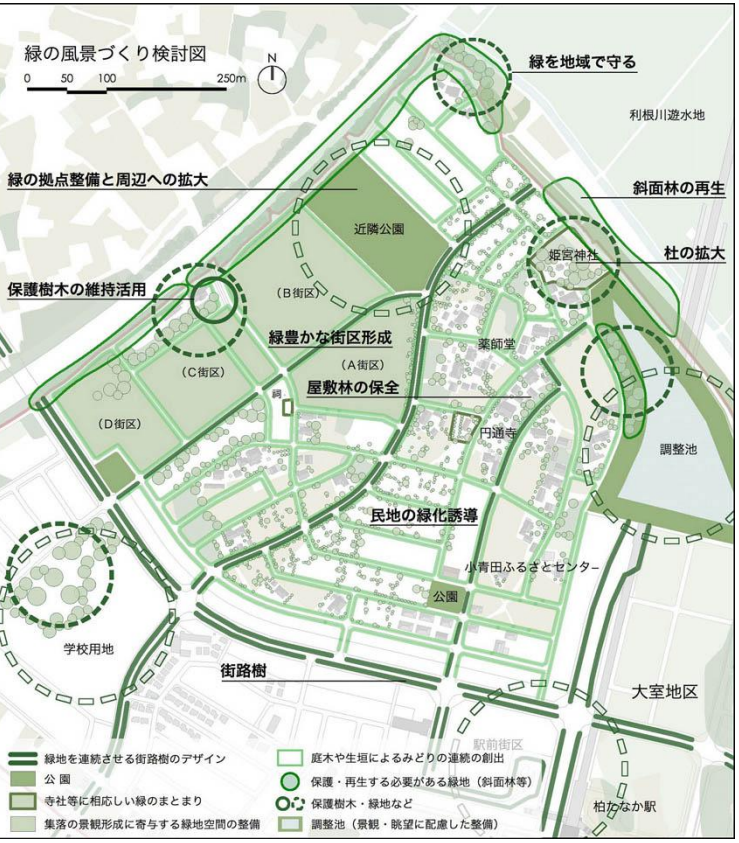 緑の風景づくり検討図
0 50 100 250m
N
緑を地域で守る
利根川遊水地
緑の拠点整備と周辺への拡大
斜面林の再生
近隣公園
姫宮神社
杜の拡大
保護樹木の維持活用
(B街区)
緑豊かな街区形成
薬師堂
(A街区)
(C街区)
屋敷林の保全
祠
(D街区)
円通寺
調整池
民地の緑化誘導
小青田ふるさとセンター
公園
学校用地
街路樹
大室地区
駅前街区
柏たなか駅
緑地を連続させる街路樹のデザイン
公園
寺社等に相応しい緑のまとまり
集落の景観形成に寄与する緑地空間の整備
庭木や生垣によるみどりの連続の創出
保護・再生する必要がある緑地(斜面林等)
保護樹木・緑地など
調整池(景観・眺望に配慮した整備)